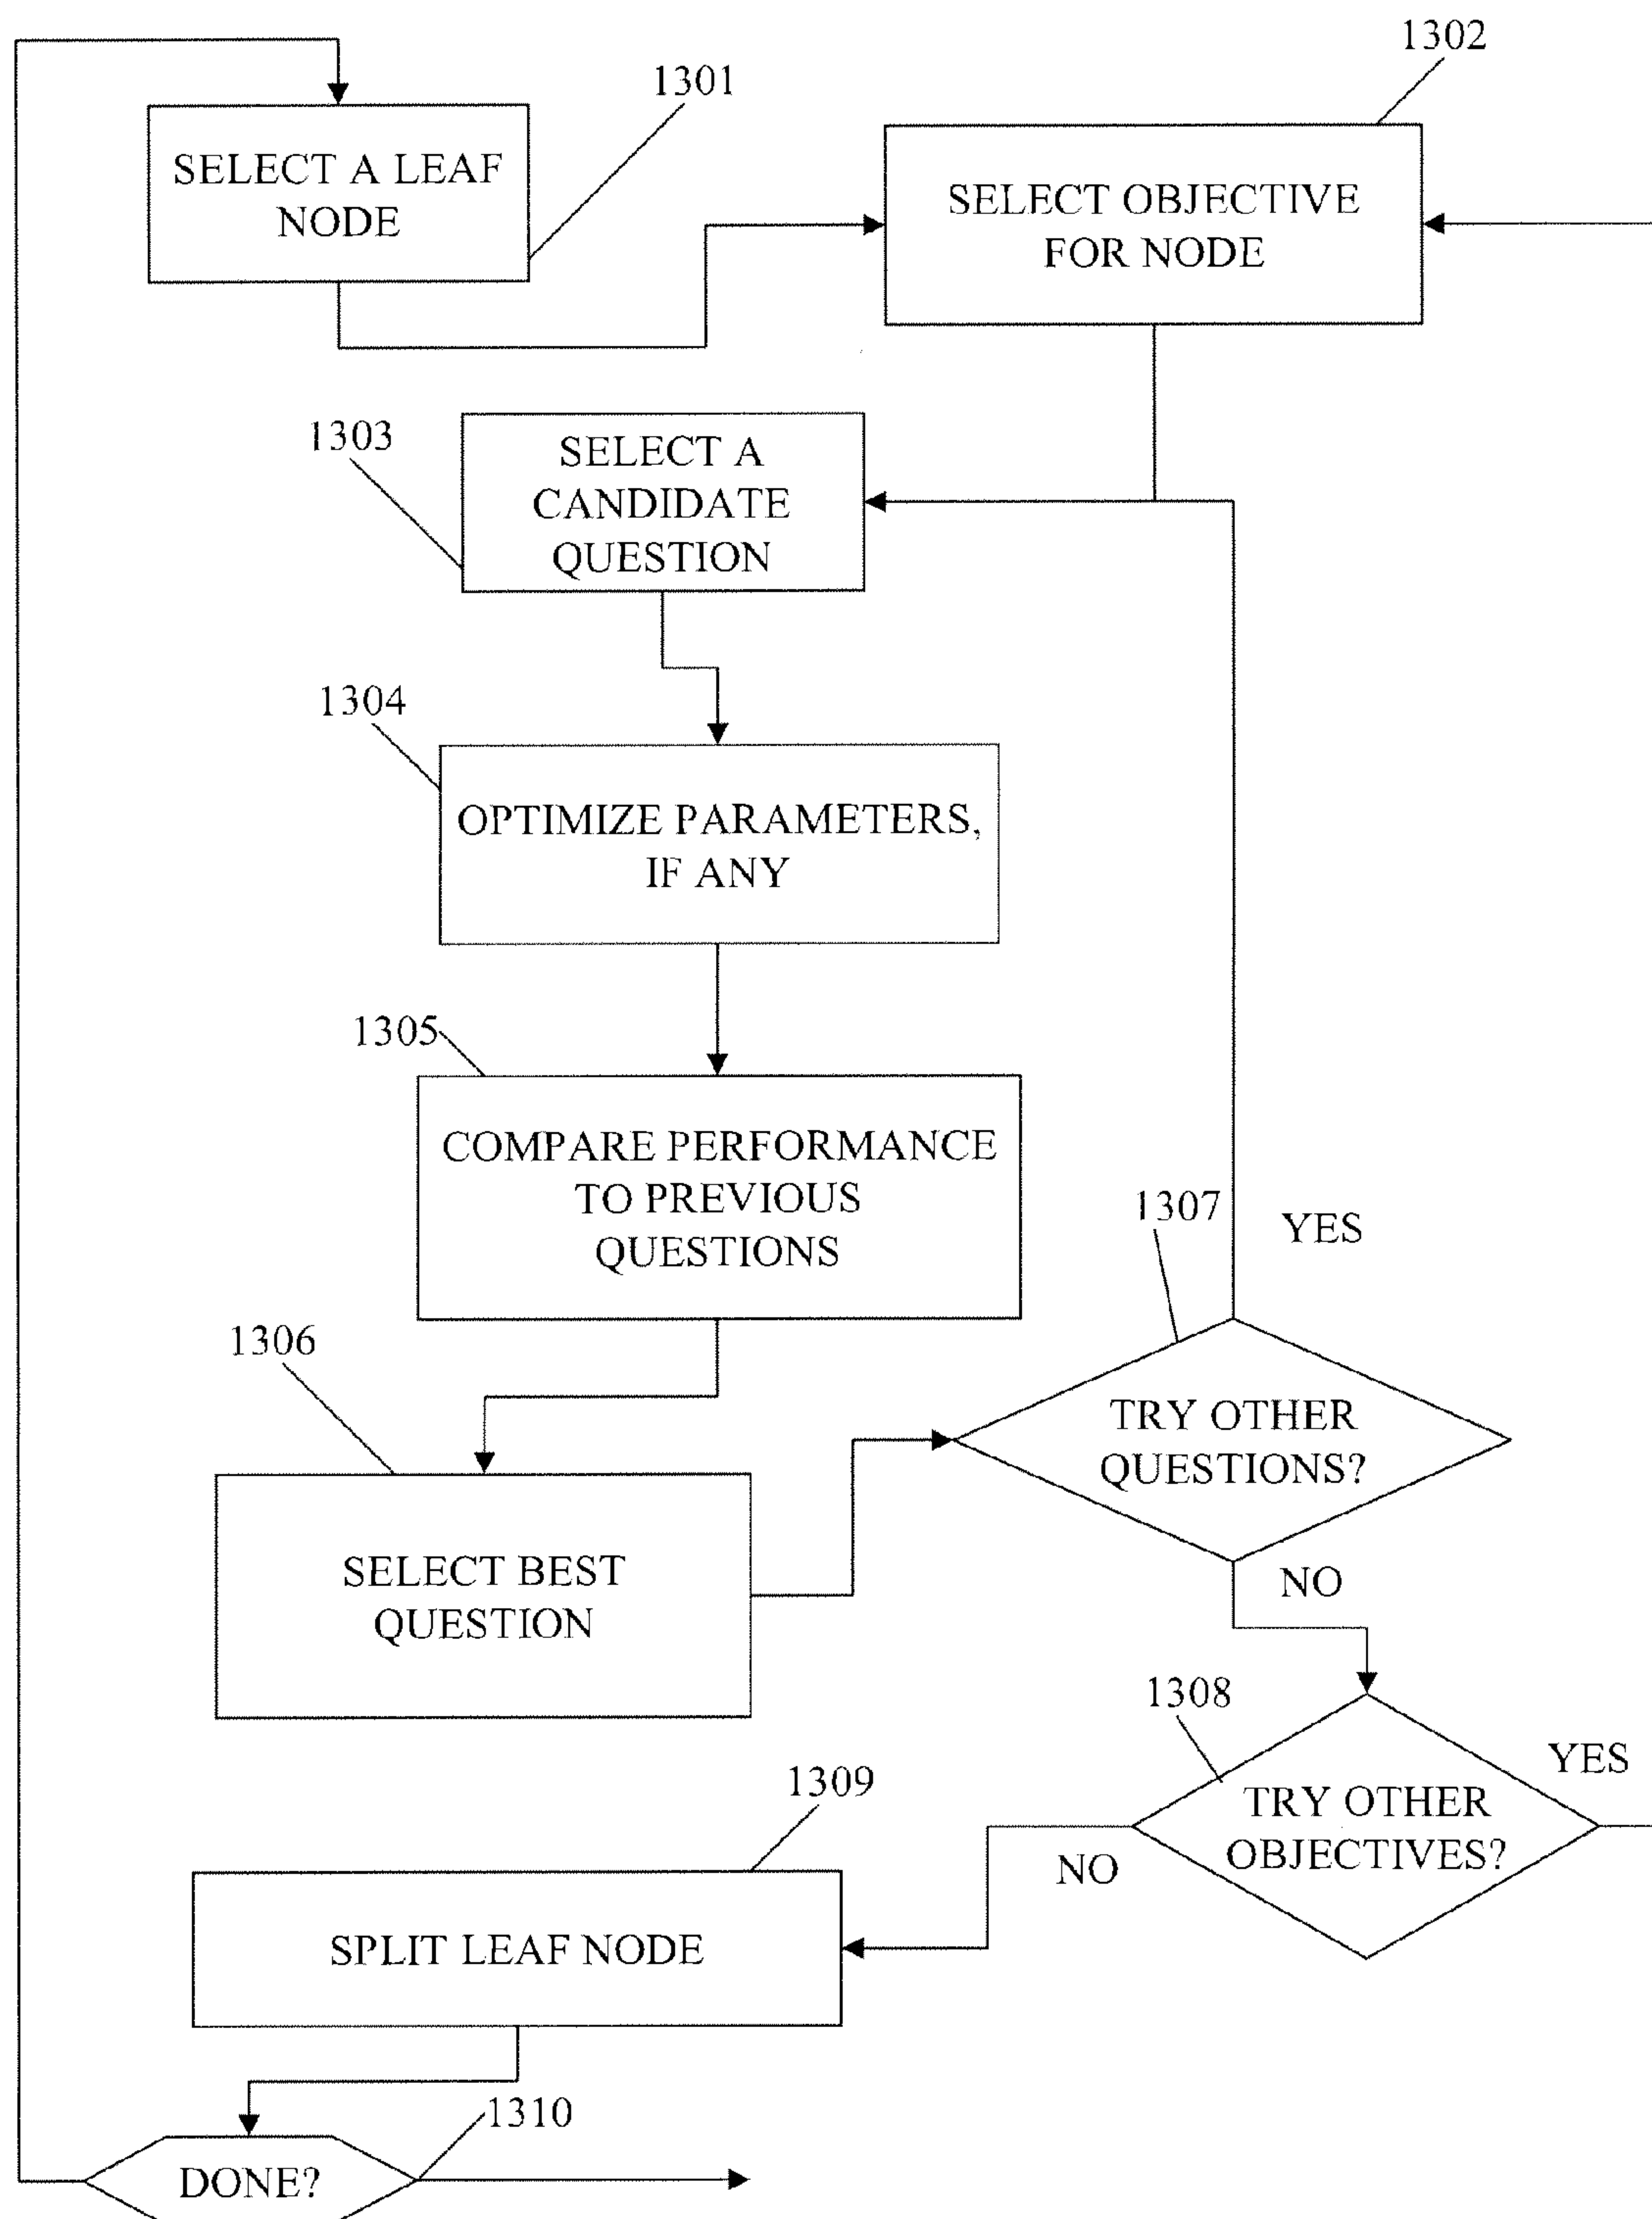 1302
1301
SELECT A LEAF
NODE
SELECT OBJECTIVE
FOR NODE
1303
SELECT A
CANDIDATE
QUESTION
1304
OPTIMIZE PARAMETERS,
IF ANY
1305
COMPARE PERFORMANCE
TO PREVIOUS
QUESTIONS
1307
YES
1306
TRY OTHER
QUESTIONS?
SELECT BEST
QUESTION
NO
1308
YES
1309
TRY OTHER
OBJECTIVES?
NO
SPLIT LEAF NODE
1310
DONE?